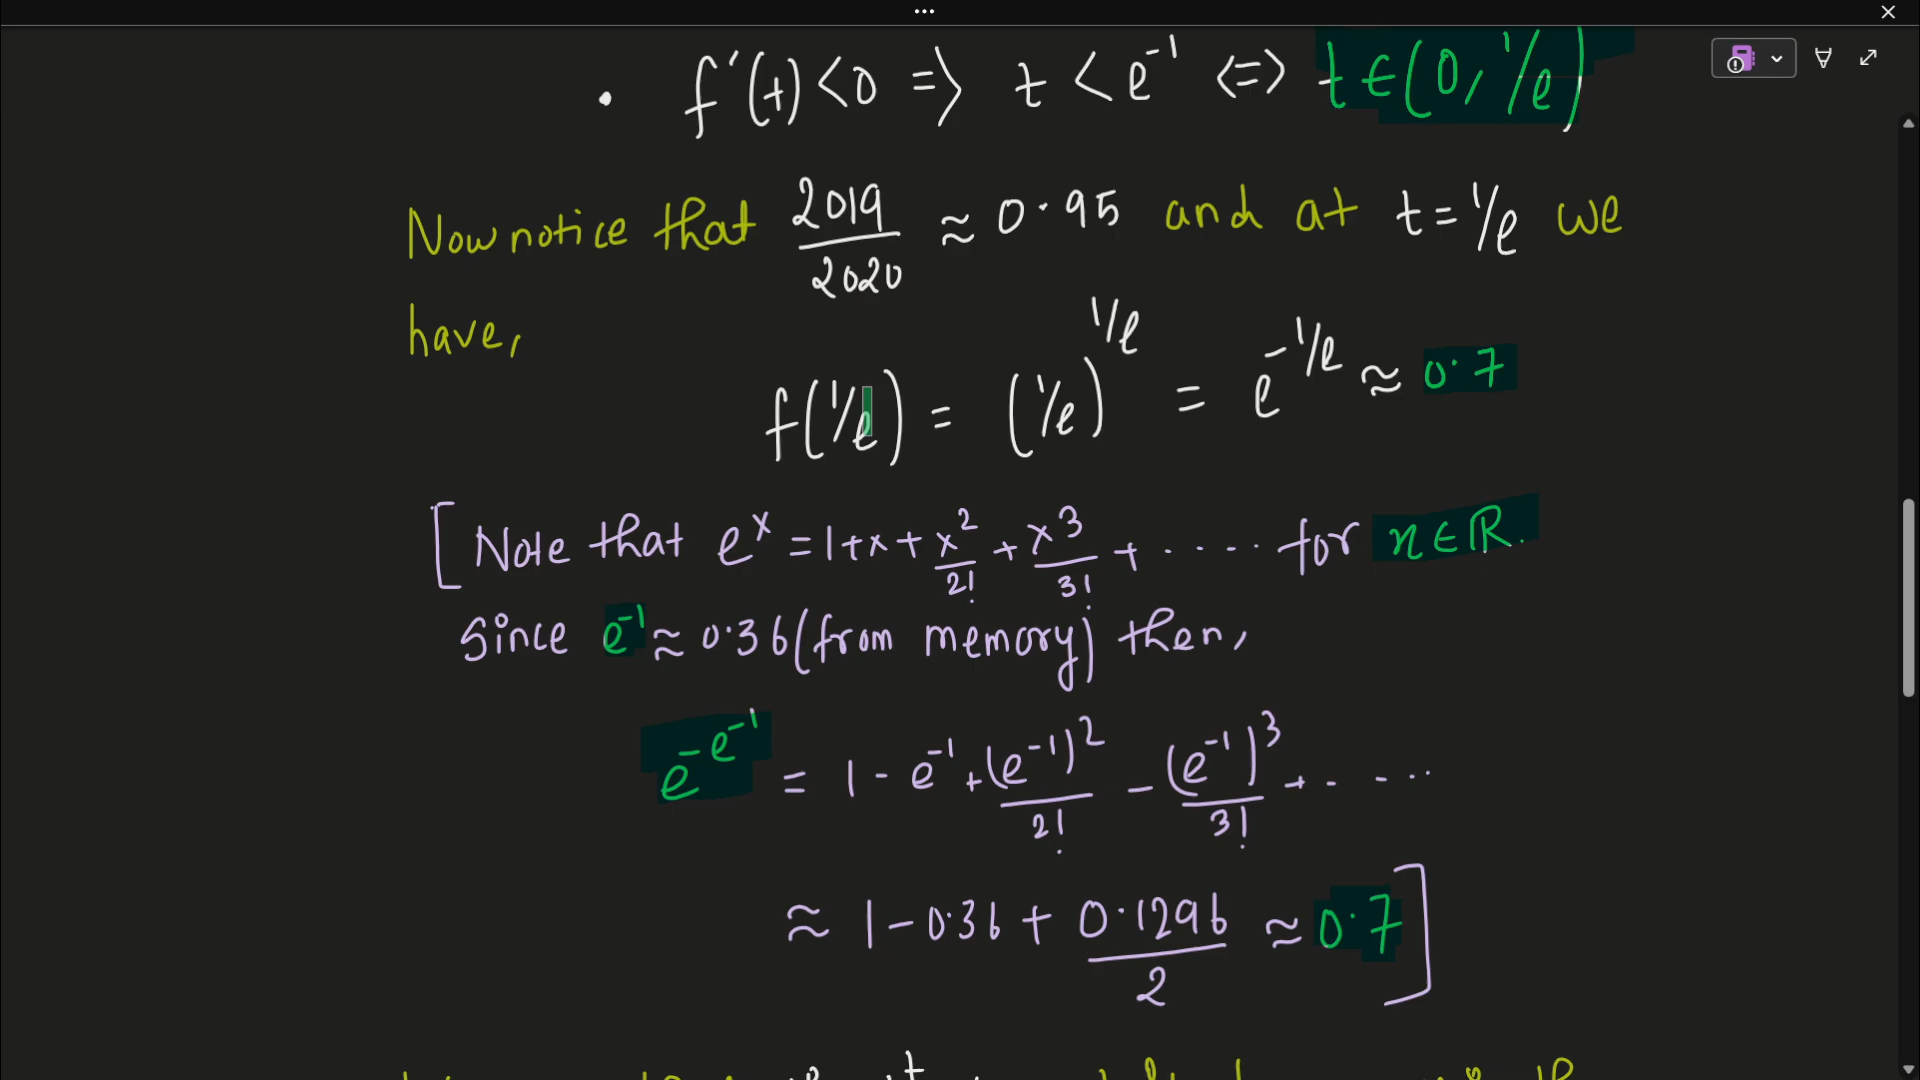 • f'(t) < 0 => t < e^-1 <=> t ∈ (0, 1/e)
Now notice that 2019/2020 ≈ 0.95 and at t = 1/e we
have,
f(1/e) = (1/e)^1/e = e^-1/e ≈ 0.7
[Note that e^x = 1+x+x^2/2!+x^3/3!+..... for x∈ℝ.
Since e^-1 ≈ 0.36 (from memory) then,
e^-e^-1 = 1 - e^-1 + (e^-1)^2/2! - (e^-1)^3/3! + .....
≈ 1-0.36 + 0.1296/2 ≈ 0.7]